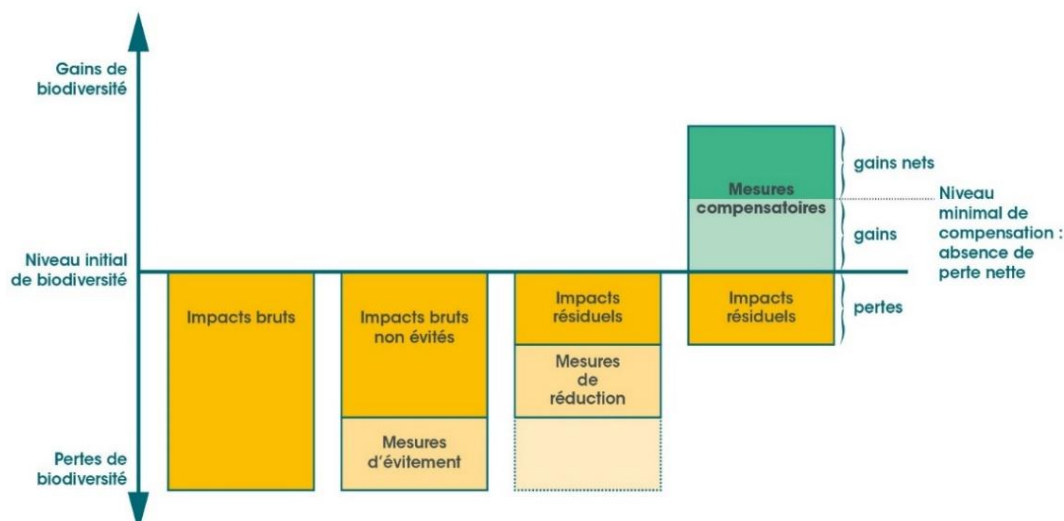 Gains de
biodiversité
Niveau initial
de biodiversité
Pertes de
biodiversité
Impacts bruts
Impacts bruts
non évités
Mesures
d'évitement
Impacts
résiduels
Mesures
de
réduction
Mesures
compensatoires
Impacts
résiduels
gains nets
gains
pertes
Niveau
minimal de
compensation :
absence de
perte nette